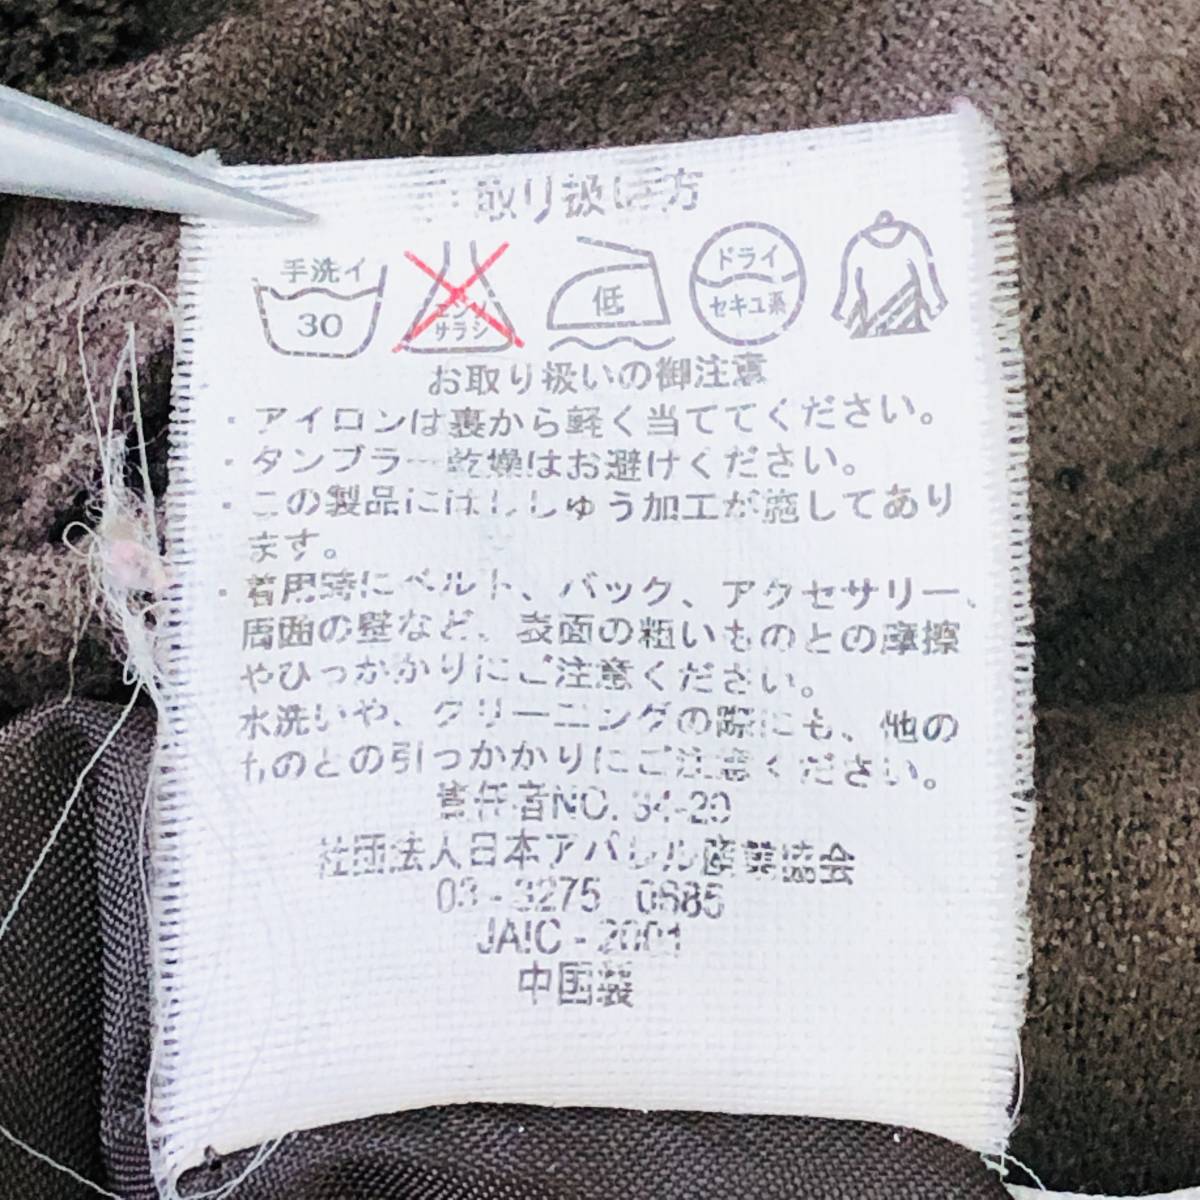 取り扱い方
手洗イ
30
エンソ
サラシ
低
ドライ
セキユ系
お取り扱いの御注意
・アイロンは裏から軽く当ててください。
・タンブラー乾燥はお避けください。
・この製品にはししゅう加工が施してあり
ます。
・着用時にベルト、バック、アクセサリー、
周囲の壁など、表面の粗いものとの摩擦
やひっかかりにご注意ください。
水洗いや、クリーニングの際にも、他の
ものとの引っかかりにご注意ください。
責任者NO. 34-20
社団法人日本アパレル産業協会
03-3275 0685
JAIC-2001
中国製